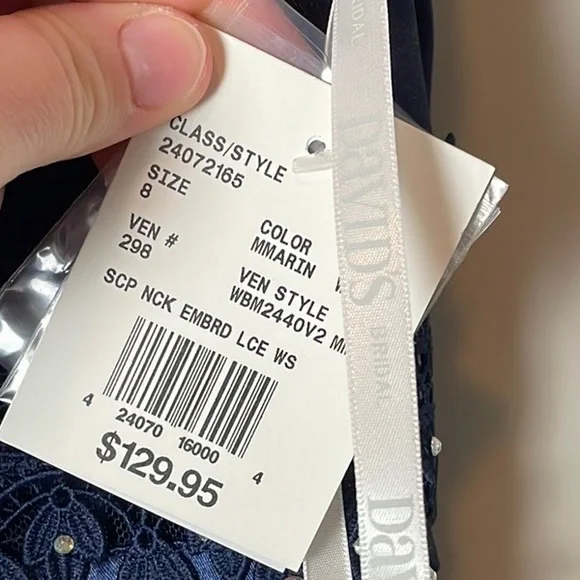 CLASS/STYLE
24072165
SIZE
8
COLOR
MMARIN
VEN #
298
VEN STYLE
WBM2440V2
SCP NCK EMBRD LCE WS
4 24070 16000 4
$129.95
BRIDAL
DAVIDS
BRIDAL
DAV